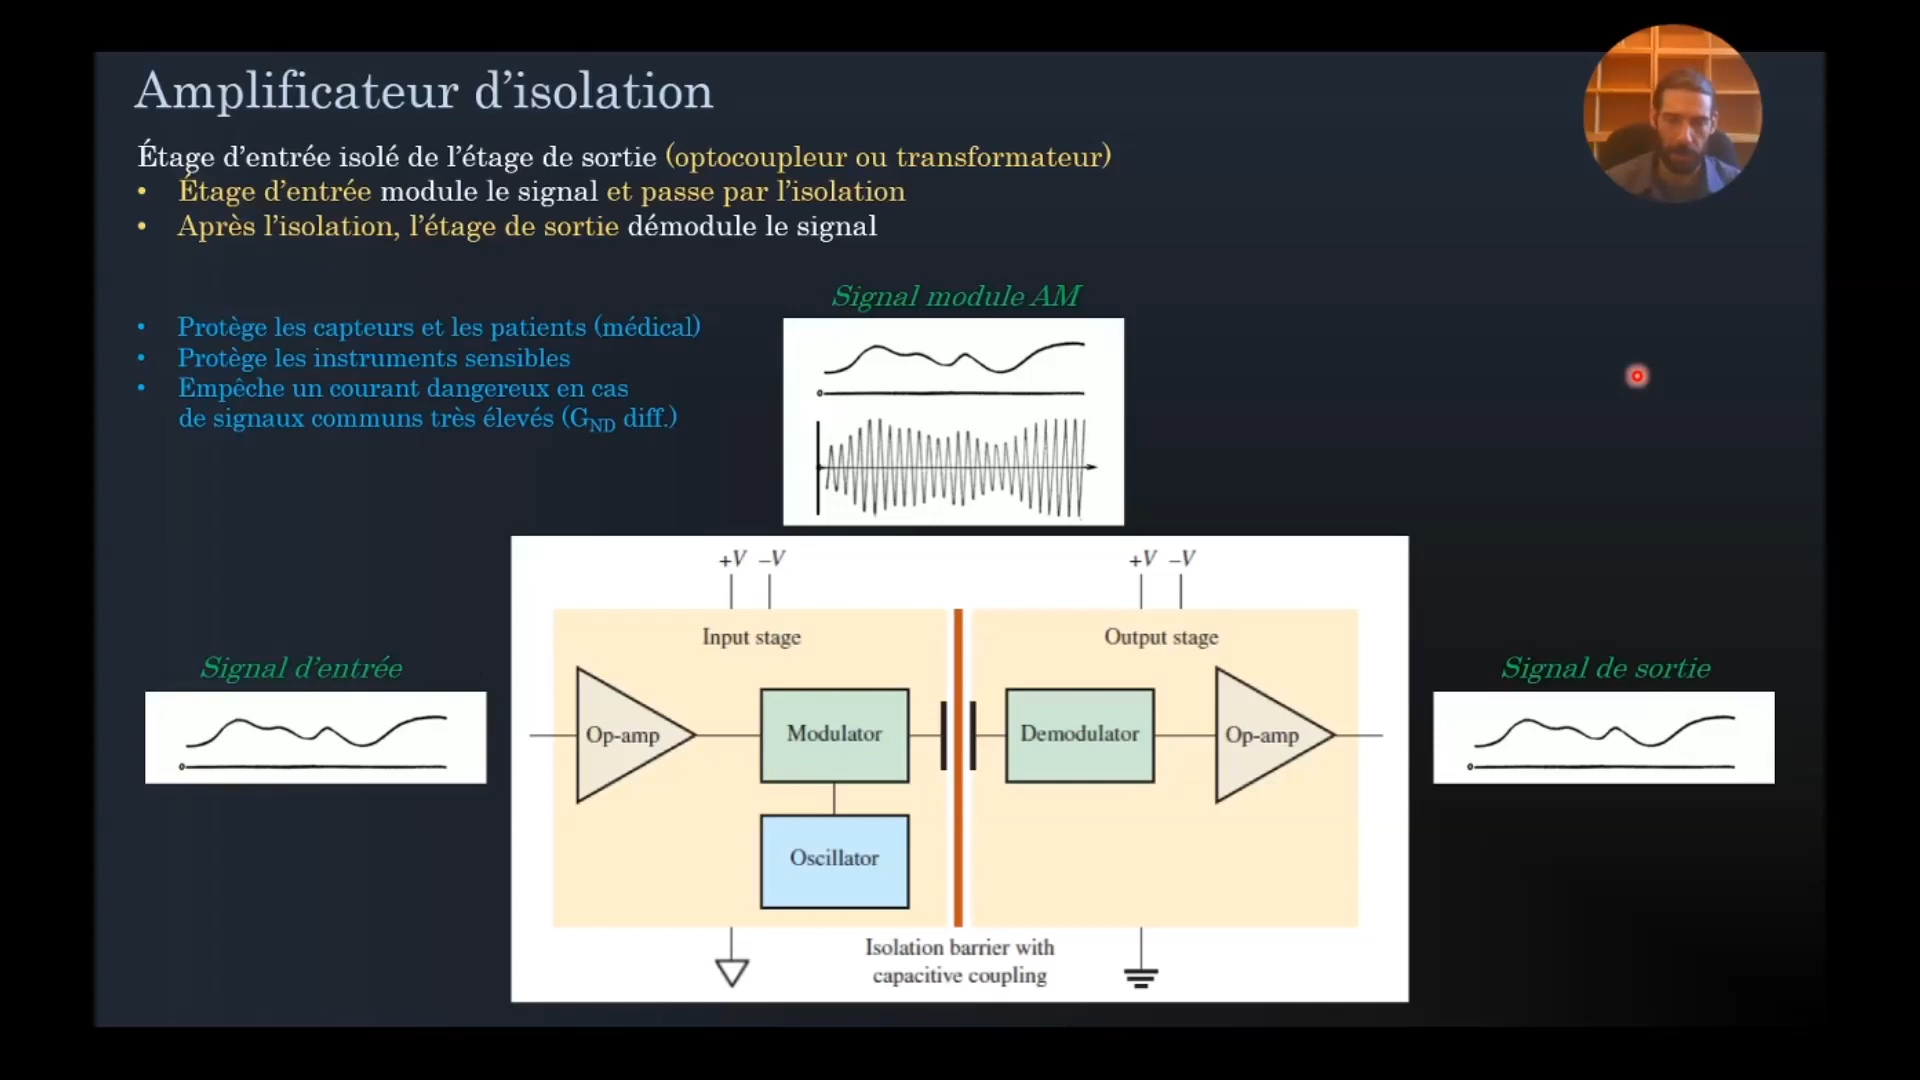 Amplificateur d’isolation
Étage d’entrée isolé de l’étage de sortie (optocoupleur ou transformateur)
• Étage d’entrée module le signal et passe par l’isolation
• Après l’isolation, l’étage de sortie démodule le signal
• Protège les capteurs et les patients (médical)
• Protège les instruments sensibles
• Empêche un courant dangereux en cas
de signaux communs très élevés (GND diff.)
Signal module AM
0
Signal d’entrée
0
+V –V
+V –V
Input stage
Output stage
Op-amp
Modulator
Demodulator
Op-amp
Oscillator
Isolation barrier with
capacitive coupling
Signal de sortie
0